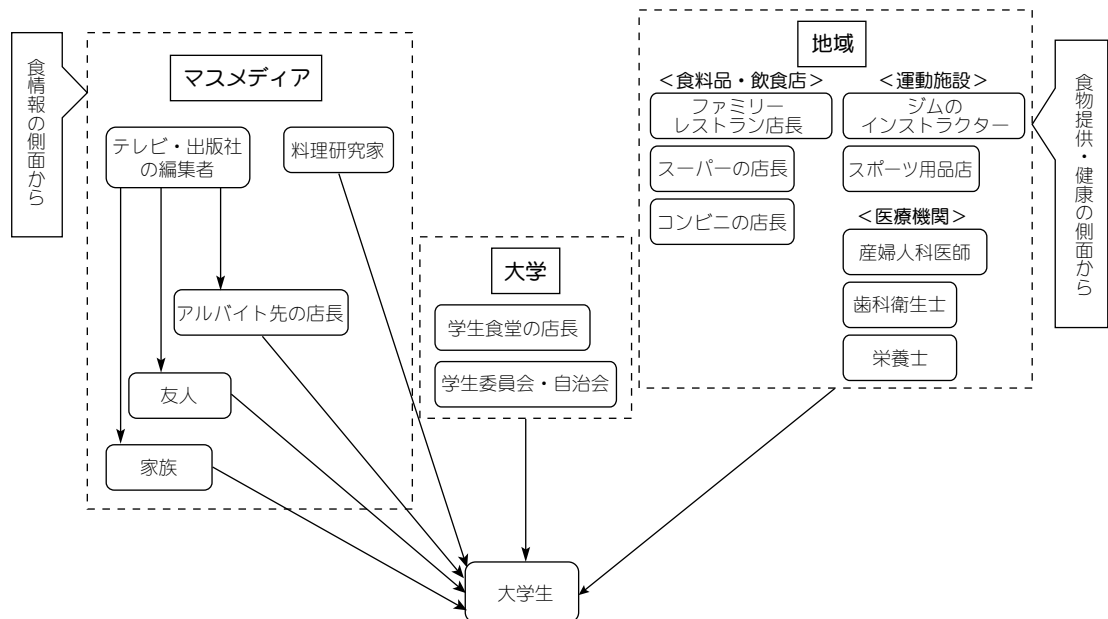 食情報の側面から
マスメディア
テレビ・出版社
の編集者
料理研究家
アルバイト先の店長
友人
家族
大学
学生食堂の店長
学生委員会・自治会
地域
＜食料品・飲食店＞
ファミリー
レストラン店長
スーパーの店長
コンビニの店長
＜運動施設＞
ジムの
インストラクター
スポーツ用品店
＜医療機関＞
産婦人科医師
歯科衛生士
栄養士
食物提供・健康の側面から
大学生